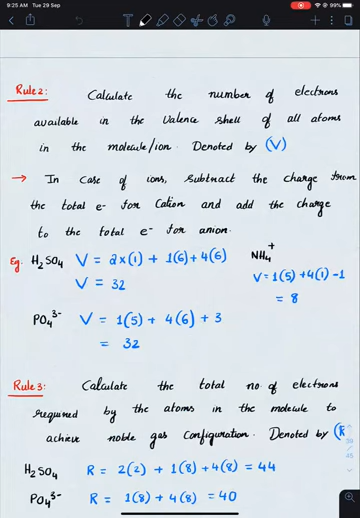 9:25 AM Tue 29 Sep
99%
Rule 2: Calculate the number of electrons
available in the Valence shell of all atoms
in the molecule/ion. Denoted by (V)
→ In case of ions, subtract the charge from
the total e⁻ for Cation and add the charge
to the total e⁻ for anion.
Eg: H₂SO₄ V = 2×(1) + 1(6) + 4(6)
V = 32
NH₄⁺
V = 1(5) + 4(1) - 1
= 8
PO₄³⁻ V = 1(5) + 4(6) + 3
= 32
Rule 3: Calculate the total no. of electrons
required by the atoms in the molecule to
achieve noble gas configuration. Denoted by (R
39
45
H₂SO₄ R = 2(2) + 1(8) + 4(8) = 44
PO₄³⁻ R = 1(8) + 4(8) = 40